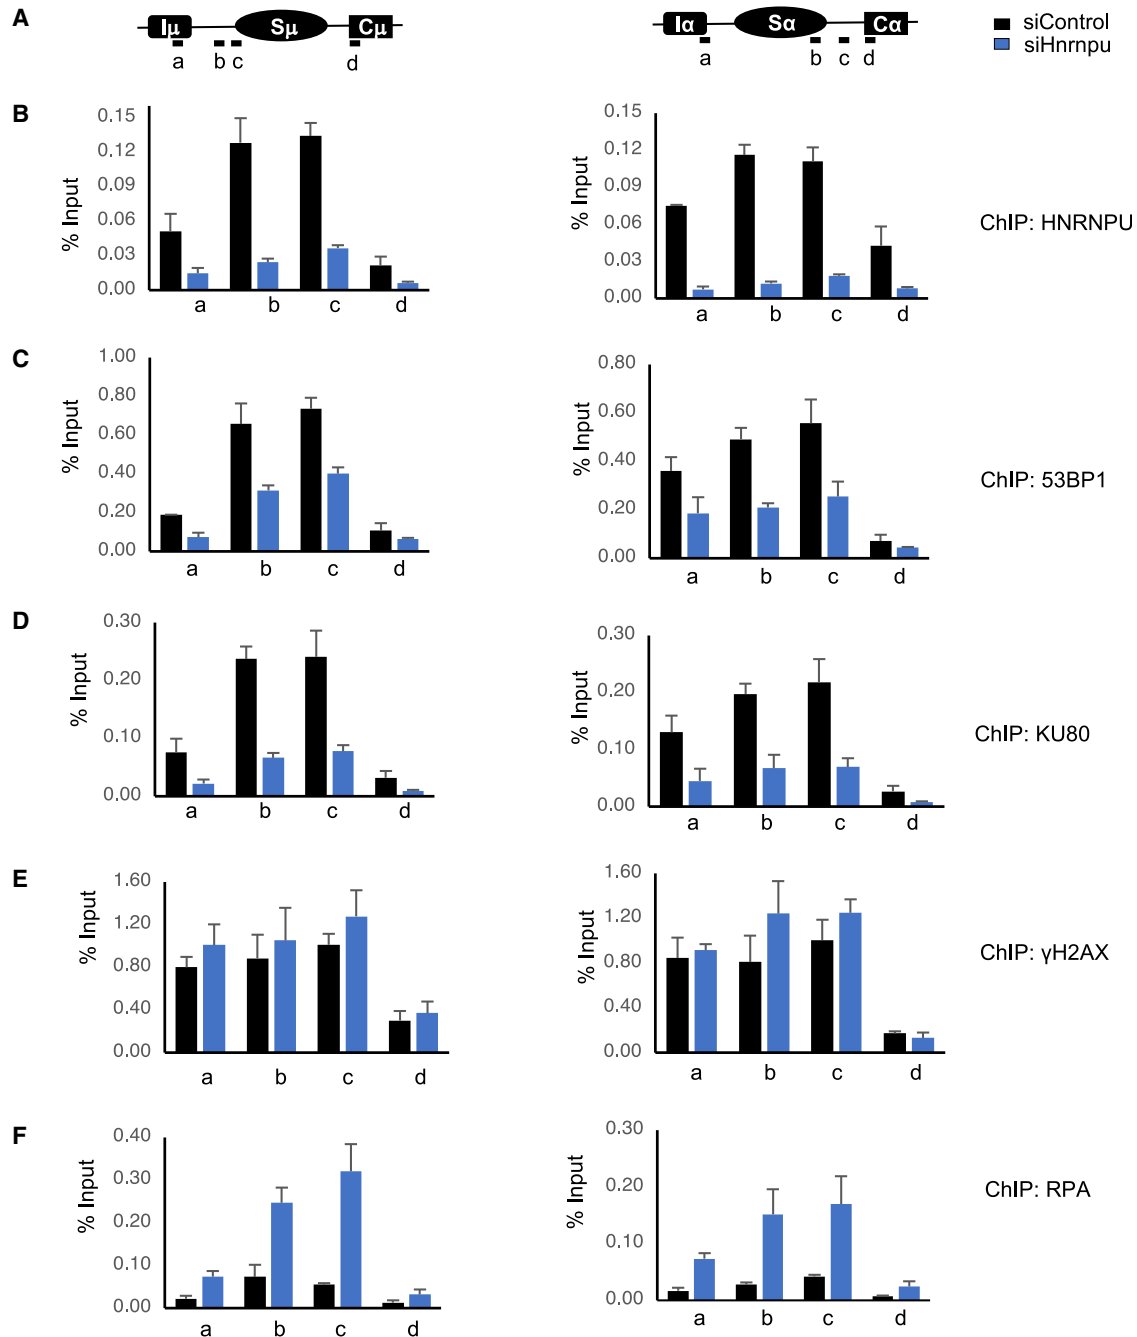 A
Iμ Sμ Cμ
a b c d
Iα Sα Cα
a b c d
siControl
siHnrnpu
B
% Input
0.15
0.12
0.09
0.06
0.03
0.00
a b c d
% Input
0.15
0.12
0.09
0.06
0.03
0.00
a b c d
ChIP: HNRNPU
C
% Input
1.00
0.80
0.60
0.40
0.20
0.00
a b c d
% Input
0.80
0.60
0.40
0.20
0.00
a b c d
ChIP: 53BP1
D
% Input
0.30
0.20
0.10
0.00
a b c d
% Input
0.30
0.20
0.10
0.00
a b c d
ChIP: KU80
E
% Input
1.60
1.20
0.80
0.40
0.00
a b c d
% Input
1.60
1.20
0.80
0.40
0.00
a b c d
ChIP: γH2AX
F
% Input
0.40
0.30
0.20
0.10
0.00
a b c d
% Input
0.30
0.20
0.10
0.00
a b c d
ChIP: RPA